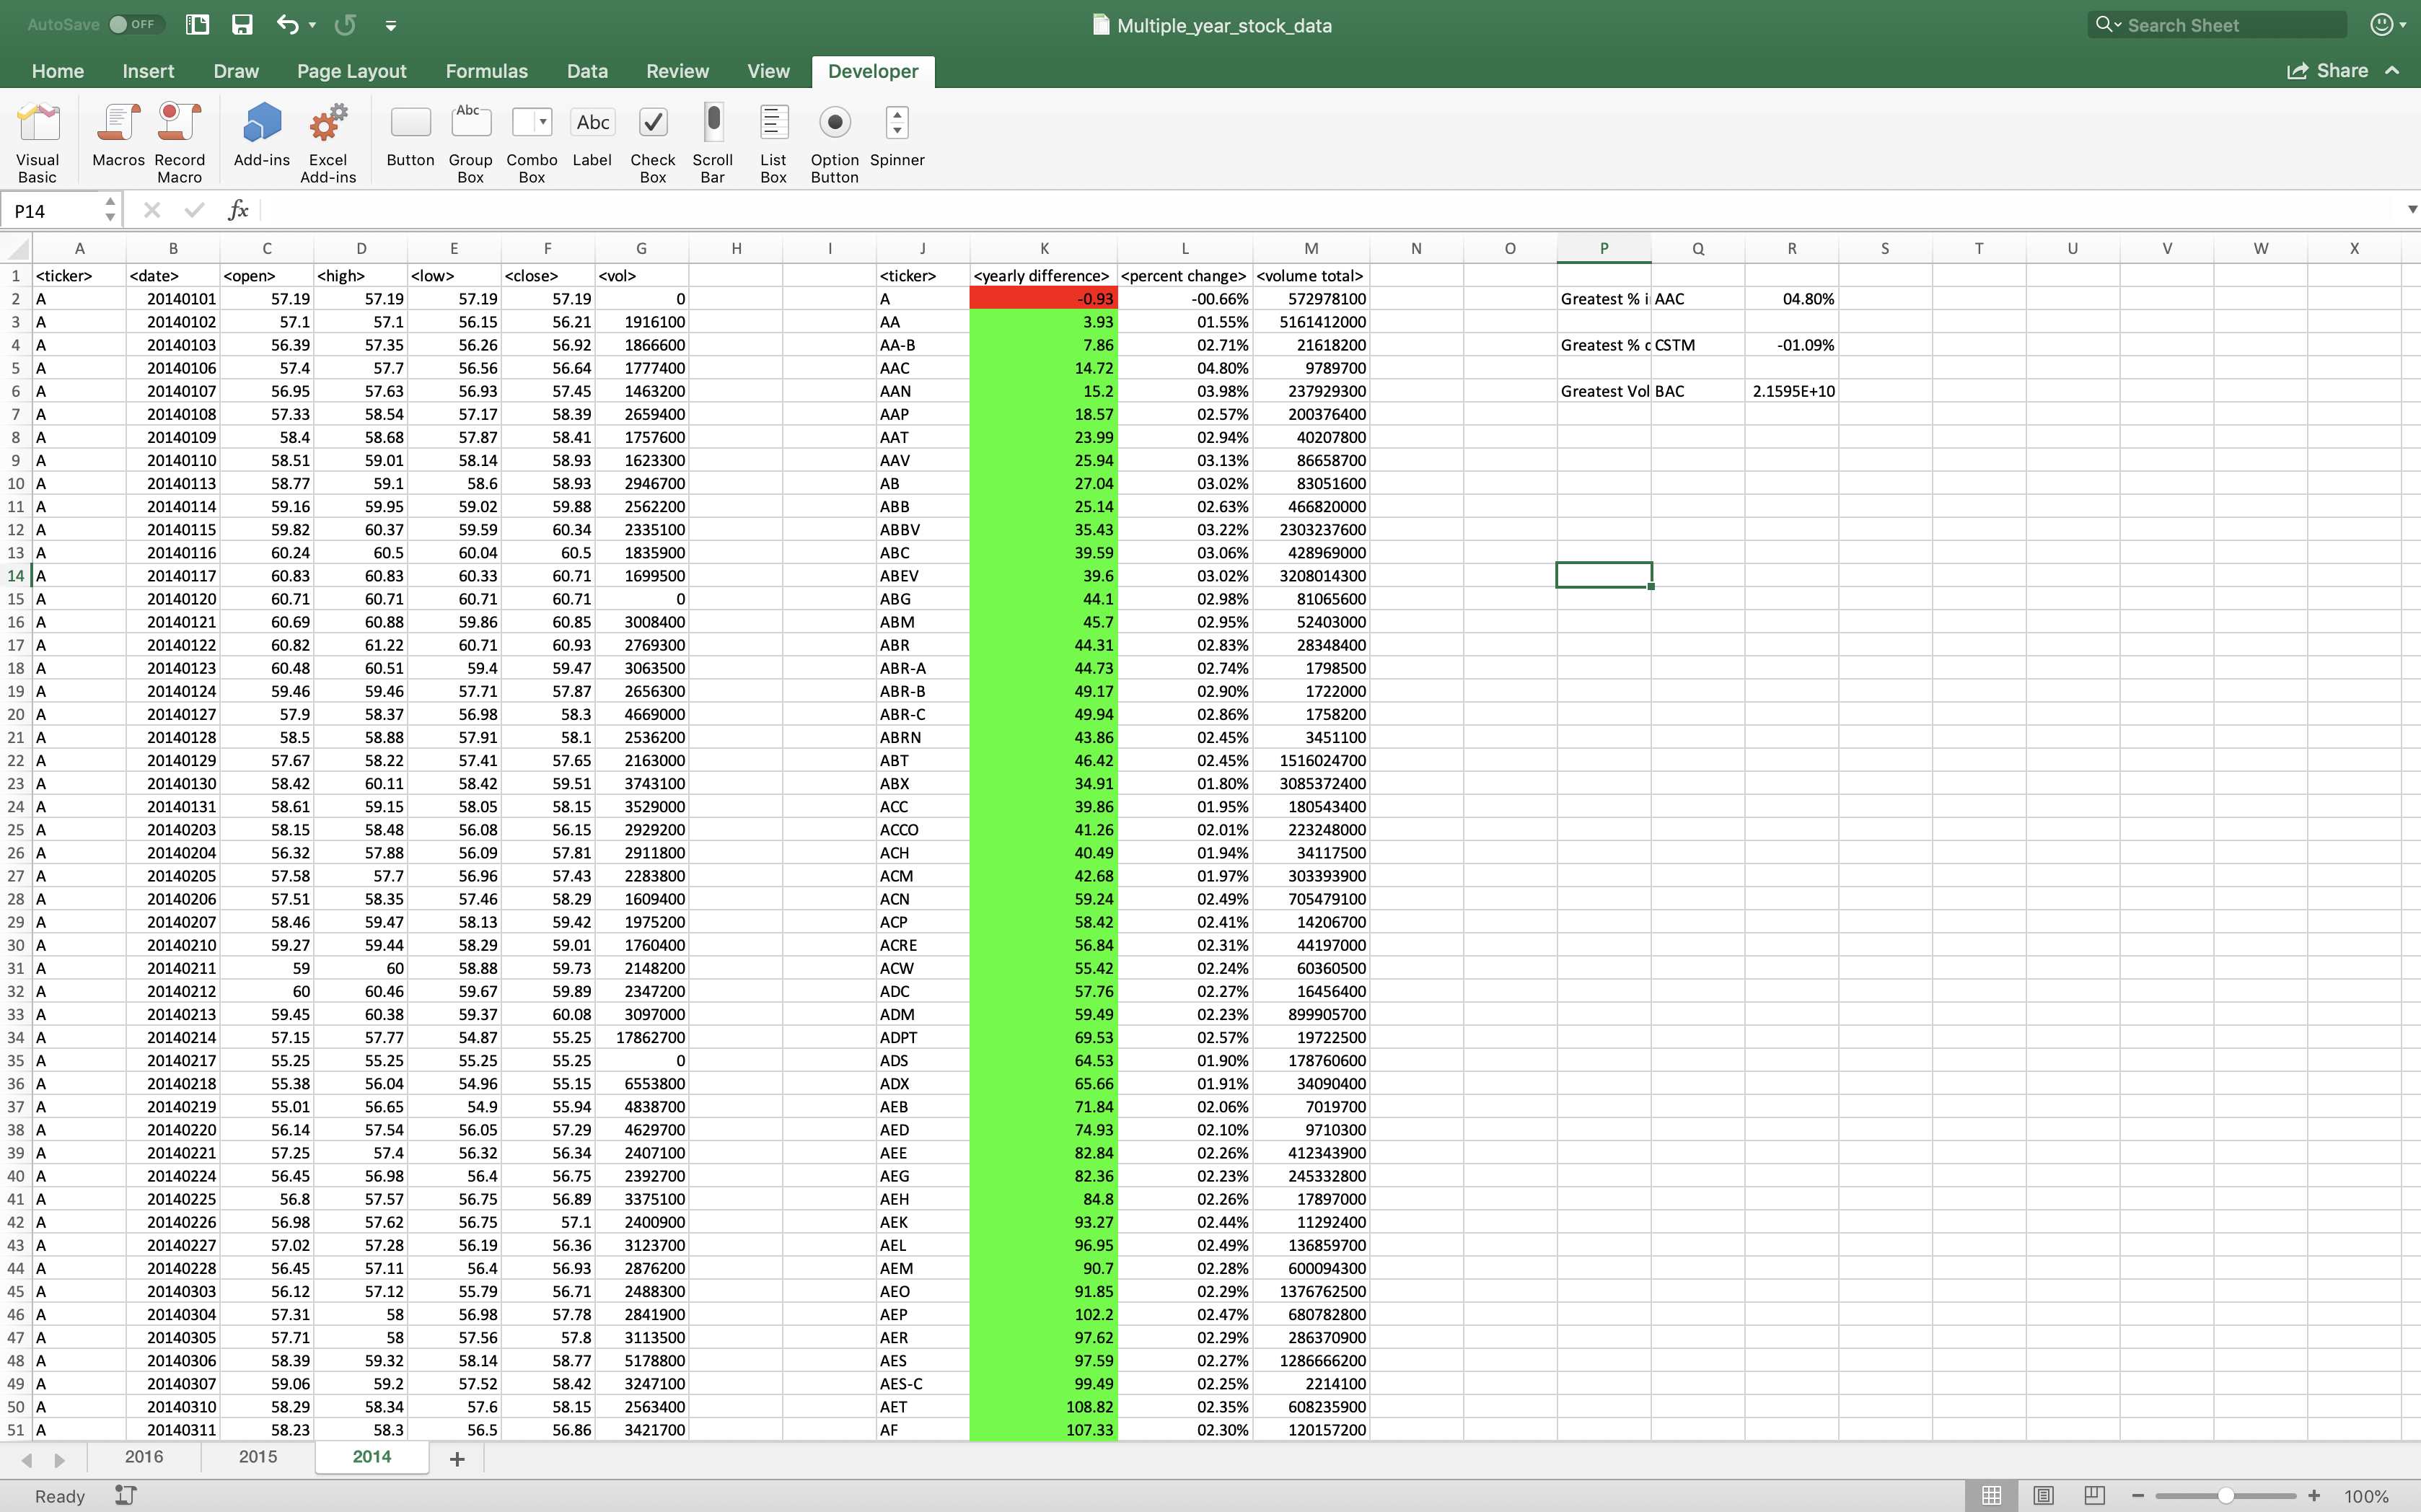 AutoSave OFF Multiple_year_stock_data Search Sheet
Home Insert Draw Page Layout Formulas Data Review View Developer Share
Visual Basic Macros Record Macro Add-ins Excel Add-ins Button Group Box Combo Box Label Check Box Scroll Bar List Box Option Button Spinner
P14 fx
A B C D E F G H I J K L M N O P Q R S T U V W X
1 <ticker> <date> <open> <high> <low> <close> <vol> <ticker> <yearly difference> <percent change> <volume total>
2 A 20140101 57.19 57.19 57.19 57.19 0 A -0.93 -00.66% 572978100 Greatest % i AAC 04.80%
3 A 20140102 57.1 57.1 56.15 56.21 1916100 AA 3.93 01.55% 5161412000
4 A 20140103 56.39 57.35 56.26 56.92 1866600 AA-B 7.86 02.71% 21618200 Greatest % c CSTM -01.09%
5 A 20140106 57.4 57.7 56.56 56.64 1777400 AAC 14.72 04.80% 9789700
6 A 20140107 56.95 57.63 56.93 57.45 1463200 AAN 15.2 03.98% 237929300 Greatest Vol BAC 2.1595E+10
7 A 20140108 57.33 58.54 57.17 58.39 2659400 AAP 18.57 02.57% 200376400
8 A 20140109 58.4 58.68 57.87 58.41 1757600 AAT 23.99 02.94% 40207800
9 A 20140110 58.51 59.01 58.14 58.93 1623300 AAV 25.94 03.13% 86658700
10 A 20140113 58.77 59.1 58.6 58.93 2946700 AB 27.04 03.02% 83051600
11 A 20140114 59.16 59.95 59.02 59.88 2562200 ABB 25.14 02.63% 466820000
12 A 20140115 59.82 60.37 59.59 60.34 2335100 ABBV 35.43 03.22% 2303237600
13 A 20140116 60.24 60.5 60.04 60.5 1835900 ABC 39.59 03.06% 428969000
14 A 20140117 60.83 60.83 60.33 60.71 1699500 ABEV 39.6 03.02% 3208014300
15 A 20140120 60.71 60.71 60.71 60.71 0 ABG 44.1 02.98% 81065600
16 A 20140121 60.69 60.88 59.86 60.85 3008400 ABM 45.7 02.95% 52403000
17 A 20140122 60.82 61.22 60.71 60.93 2769300 ABR 44.31 02.83% 28348400
18 A 20140123 60.48 60.51 59.4 59.47 3063500 ABR-A 44.73 02.74% 1798500
19 A 20140124 59.46 59.46 57.71 57.87 2656300 ABR-B 49.17 02.90% 1722000
20 A 20140127 57.9 58.37 56.98 58.3 4669000 ABR-C 49.94 02.86% 1758200
21 A 20140128 58.5 58.88 57.91 58.1 2536200 ABRN 43.86 02.45% 3451100
22 A 20140129 57.67 58.22 57.41 57.65 2163000 ABT 46.42 02.45% 1516024700
23 A 20140130 58.42 60.11 58.42 59.51 3743100 ABX 34.91 01.80% 3085372400
24 A 20140131 58.61 59.15 58.05 58.15 3529000 ACC 39.86 01.95% 180543400
25 A 20140203 58.15 58.48 56.08 56.15 2929200 ACCO 41.26 02.01% 223248000
26 A 20140204 56.32 57.88 56.09 57.81 2911800 ACH 40.49 01.94% 34117500
27 A 20140205 57.58 57.7 56.96 57.43 2283800 ACM 42.68 01.97% 303393900
28 A 20140206 57.51 58.35 57.46 58.29 1609400 ACN 59.24 02.49% 705479100
29 A 20140207 58.46 59.47 58.13 59.42 1975200 ACP 58.42 02.41% 14206700
30 A 20140210 59.27 59.44 58.29 59.01 1760400 ACRE 56.84 02.31% 44197000
31 A 20140211 59 60 58.88 59.73 2148200 ACW 55.42 02.24% 60360500
32 A 20140212 60 60.46 59.67 59.89 2347200 ADC 57.76 02.27% 16456400
33 A 20140213 59.45 60.38 59.37 60.08 3097000 ADM 59.49 02.23% 899905700
34 A 20140214 57.15 57.77 54.87 55.25 17862700 ADPT 69.53 02.57% 19722500
35 A 20140217 55.25 55.25 55.25 55.25 0 ADS 64.53 01.90% 178760600
36 A 20140218 55.38 56.04 54.96 55.15 6553800 ADX 65.66 01.91% 34090400
37 A 20140219 55.01 56.65 54.9 55.94 4838700 AEB 71.84 02.06% 7019700
38 A 20140220 56.14 57.54 56.05 57.29 4629700 AED 74.93 02.10% 9710300
39 A 20140221 57.25 57.4 56.32 56.34 2407100 AEE 82.84 02.26% 412343900
40 A 20140224 56.45 56.98 56.4 56.75 2392700 AEG 82.36 02.23% 245332800
41 A 20140225 56.8 57.57 56.75 56.89 3375100 AEH 84.8 02.26% 17897000
42 A 20140226 56.98 57.62 56.75 57.1 2400900 AEK 93.27 02.44% 11292400
43 A 20140227 57.02 57.28 56.19 56.36 3123700 AEL 96.95 02.49% 136859700
44 A 20140228 56.45 57.11 56.4 56.93 2876200 AEM 90.7 02.28% 600094300
45 A 20140303 56.12 57.12 55.79 56.71 2488300 AEO 91.85 02.29% 1376762500
46 A 20140304 57.31 58 56.98 57.78 2841900 AEP 102.2 02.47% 680782800
47 A 20140305 57.71 58 57.56 57.8 3113500 AER 97.62 02.29% 286370900
48 A 20140306 58.39 59.32 58.14 58.77 5178800 AES 97.59 02.27% 1286666200
49 A 20140307 59.06 59.2 57.52 58.42 3247100 AES-C 99.49 02.25% 2214100
50 A 20140310 58.29 58.34 57.6 58.15 2563400 AET 108.82 02.35% 608235900
51 A 20140311 58.23 58.3 56.5 56.86 3421700 AF 107.33 02.30% 120157200
2016 2015 2014 +
Ready 100%